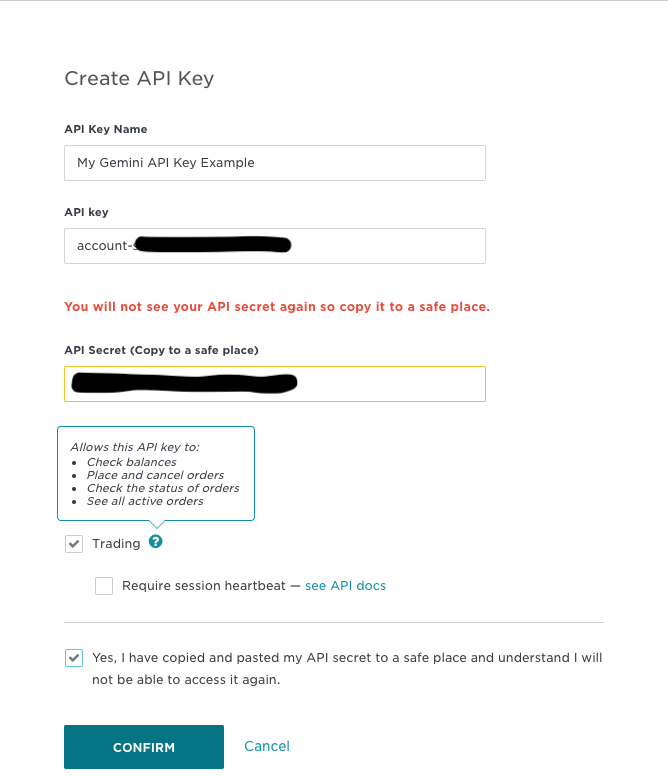 Create API Key
API Key Name
My Gemini API Key Example
API key
account-
You will not see your API secret again so copy it to a safe place.
API Secret (Copy to a safe place)
Allows this API key to:
• Check balances
• Place and cancel orders
• Check the status of orders
• See all active orders
Trading ?
Require session heartbeat — see API docs
Yes, I have copied and pasted my API secret to a safe place and understand I will
not be able to access it again.
CONFIRM Cancel